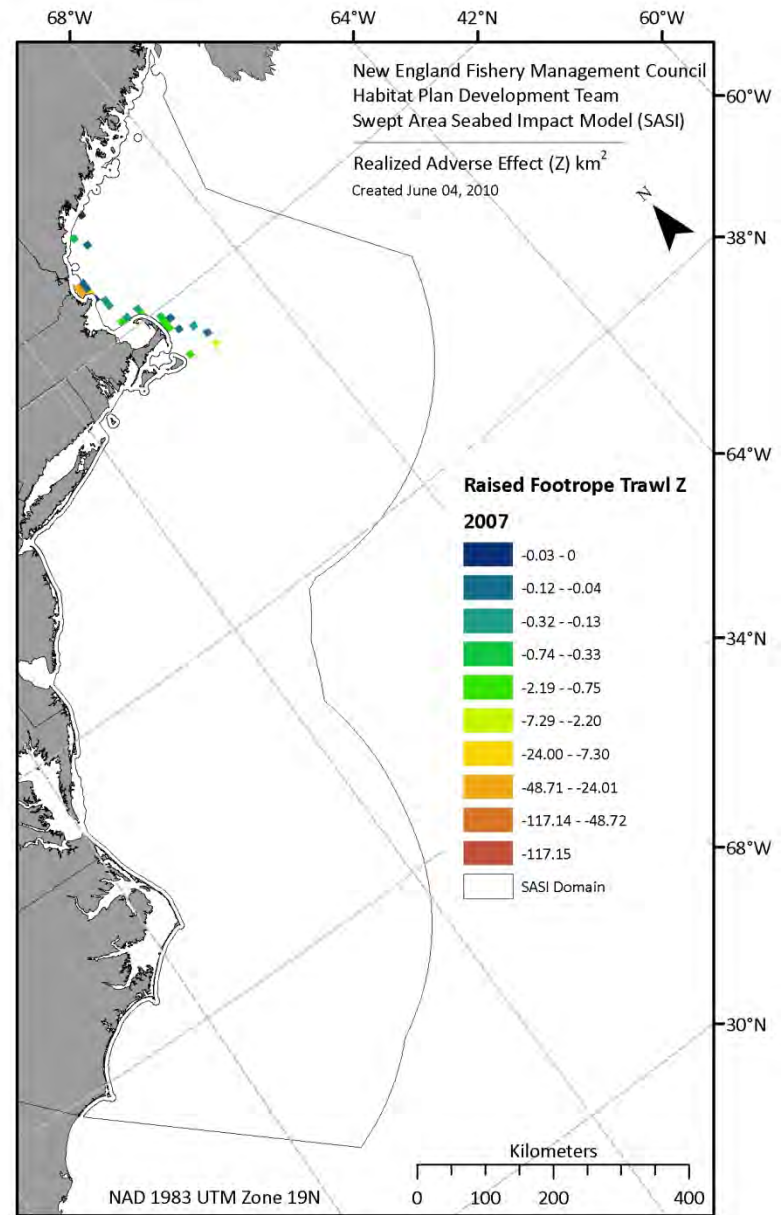 68°W 64°W 42°N 60°W
New England Fishery Management Council
Habitat Plan Development Team
Swept Area Seabed Impact Model (SASI)
Realized Adverse Effect (Z) km²
Created June 04, 2010
N
60°W
38°N
64°W
34°N
68°W
30°N
Raised Footrope Trawl Z
2007
-0.03 - 0
-0.12 - -0.04
-0.32 - -0.13
-0.74 - -0.33
-2.19 - -0.75
-7.29 - -2.20
-24.00 - -7.30
-48.71 - -24.01
-117.14 - -48.72
-117.15
SASI Domain
Kilometers
0 100 200 300 400
NAD 1983 UTM Zone 19N